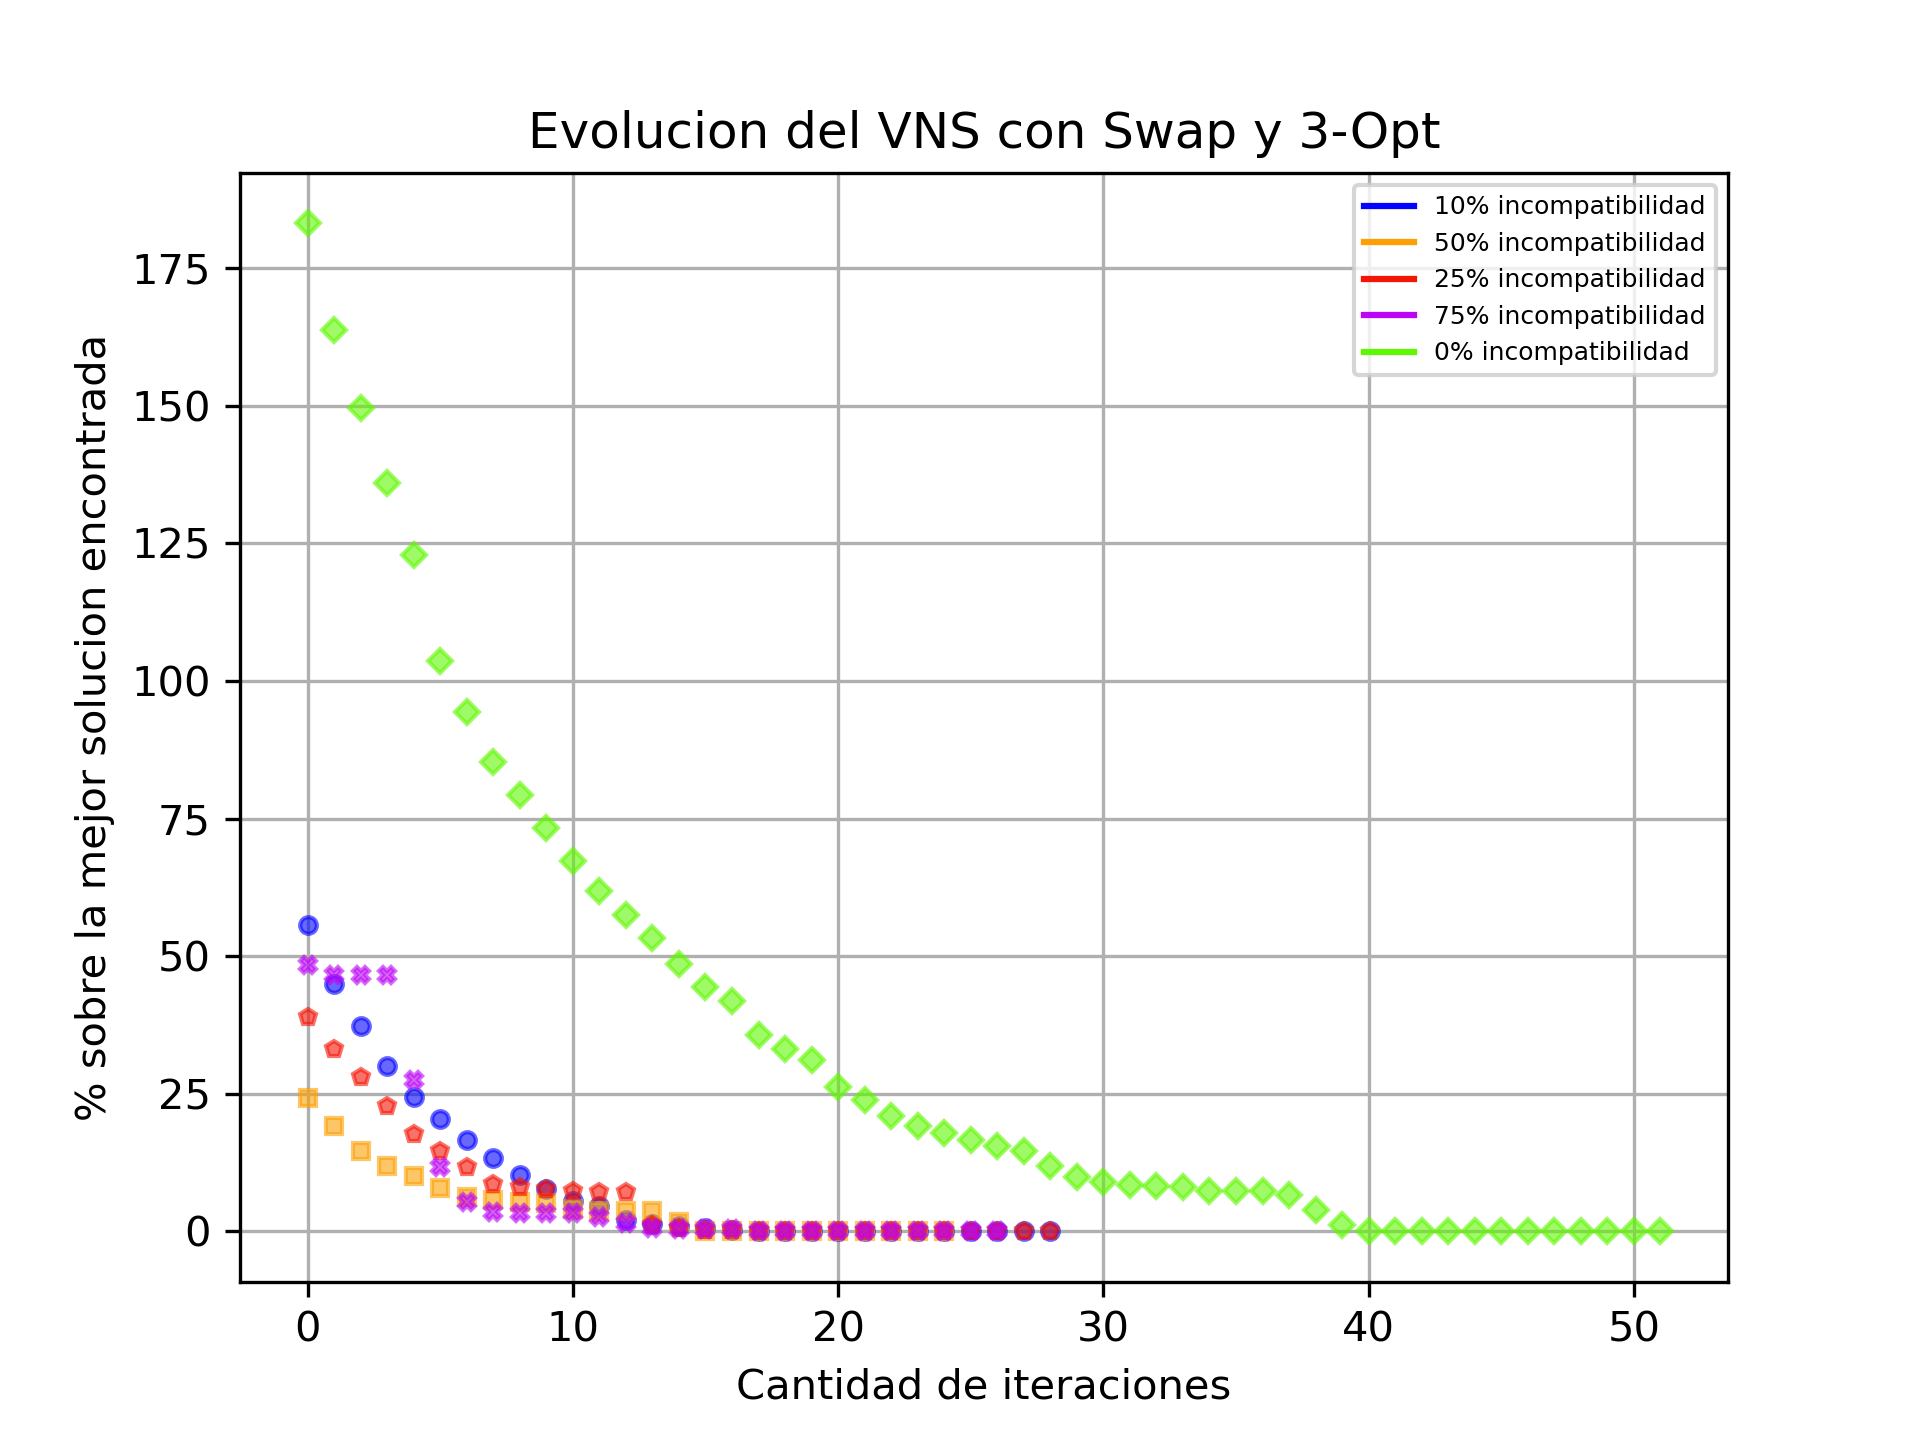 Evolucion del VNS con Swap y 3-Opt
10% incompatibilidad
50% incompatibilidad
25% incompatibilidad
75% incompatibilidad
0% incompatibilidad
% sobre la mejor solucion encontrada
175
150
125
100
75
50
25
0
0 10 20 30 40 50
Cantidad de iteraciones